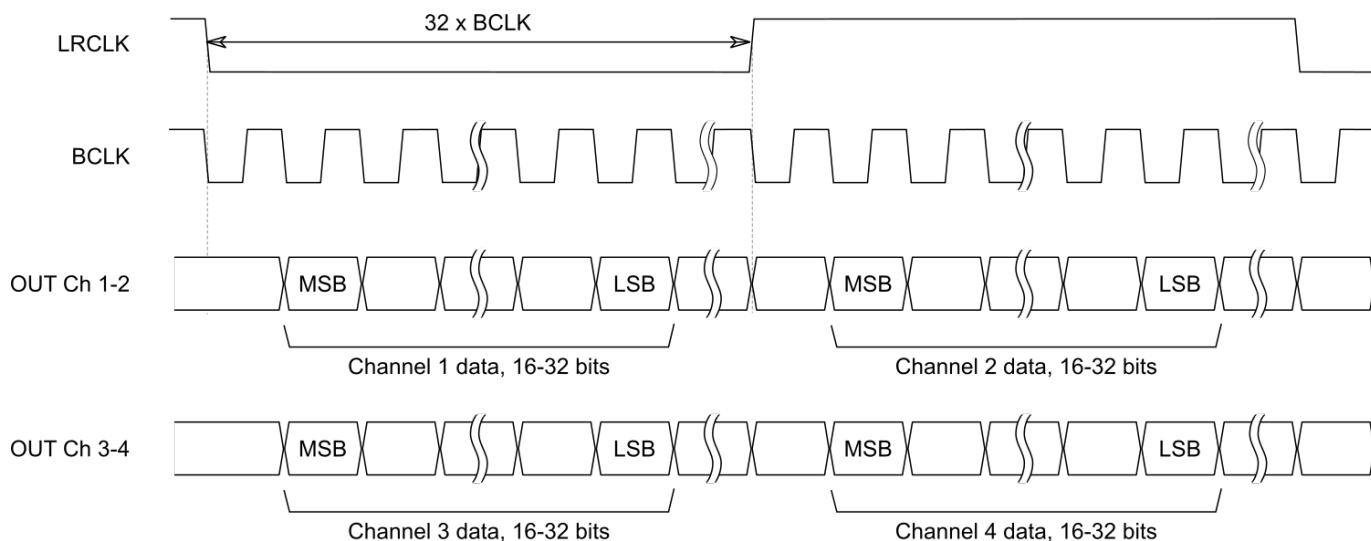 32 x BCLK
LRCLK
BCLK
OUT Ch 1-2 MSB LSB MSB LSB
Channel 1 data, 16-32 bits Channel 2 data, 16-32 bits
OUT Ch 3-4 MSB LSB MSB LSB
Channel 3 data, 16-32 bits Channel 4 data, 16-32 bits